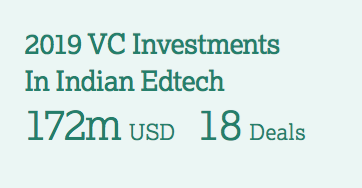 2019 VC Investments
In Indian Edtech
172m USD 18 Deals